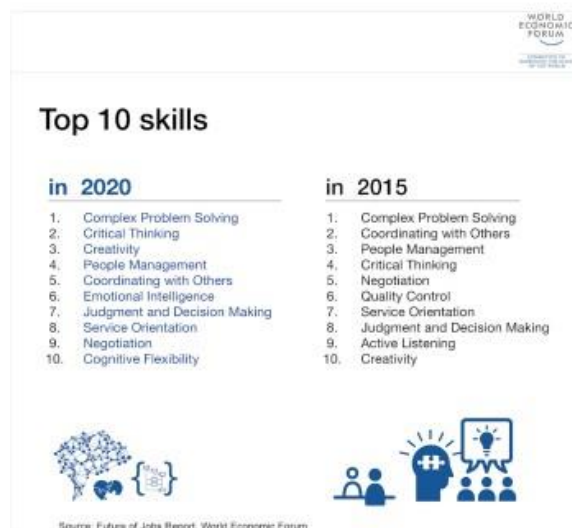 WORLD
ECONOMIC
FORUM
Top 10 skills
in 2020
1. Complex Problem Solving
2. Critical Thinking
3. Creativity
4. People Management
5. Coordinating with Others
6. Emotional Intelligence
7. Judgment and Decision Making
8. Service Orientation
9. Negotiation
10. Cognitive Flexibility
in 2015
1. Complex Problem Solving
2. Coordinating with Others
3. People Management
4. Critical Thinking
5. Negotiation
6. Quality Control
7. Service Orientation
8. Judgment and Decision Making
9. Active Listening
10. Creativity
Source: Future of Jobs Report, World Economic Forum